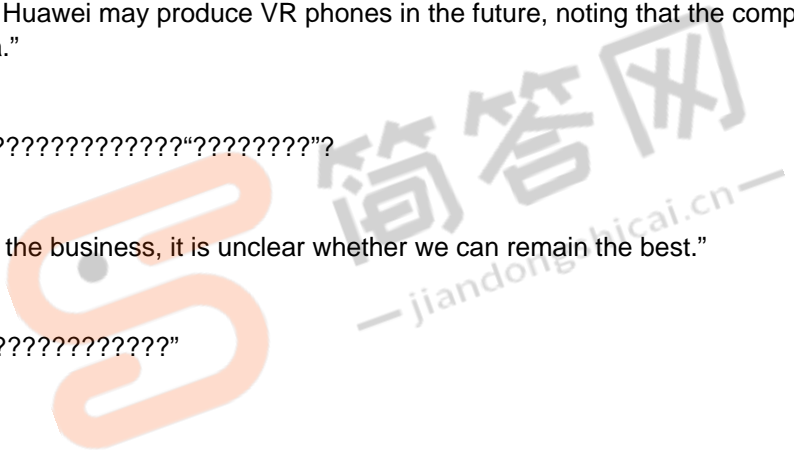 Huawei may produce VR phones in the future, noting that the comp
a.”
?????????????“????????”?
the business, it is unclear whether we can remain the best.”
????????????”
简答网
jiandongshicai.cn